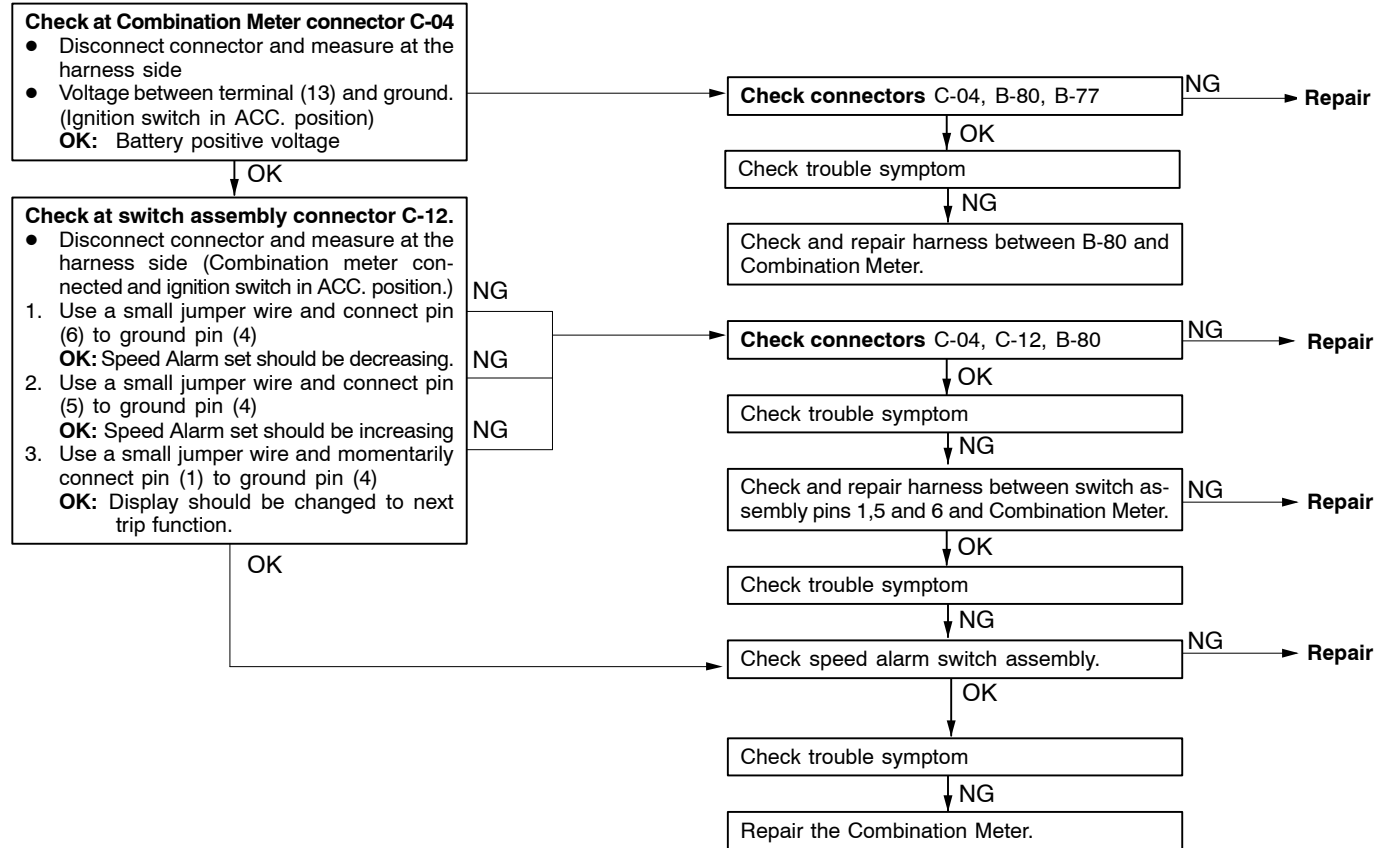 Check at Combination Meter connector C-04
● Disconnect connector and measure at the
harness side
● Voltage between terminal (13) and ground.
(Ignition switch in ACC. position)
OK: Battery positive voltage
OK
Check at switch assembly connector C-12.
● Disconnect connector and measure at the
harness side (Combination meter con-
nected and ignition switch in ACC. position.)
1. Use a small jumper wire and connect pin
(6) to ground pin (4)
OK: Speed Alarm set should be decreasing.
2. Use a small jumper wire and connect pin
(5) to ground pin (4)
OK: Speed Alarm set should be increasing
3. Use a small jumper wire and momentarily
connect pin (1) to ground pin (4)
OK: Display should be changed to next
trip function.
NG
NG
NG
OK
Check connectors C-04, B-80, B-77
NG
Repair
OK
Check trouble symptom
NG
Check and repair harness between B-80 and
Combination Meter.
Check connectors C-04, C-12, B-80
NG
Repair
OK
Check trouble symptom
NG
Check and repair harness between switch as-
sembly pins 1,5 and 6 and Combination Meter.
NG
Repair
OK
Check trouble symptom
NG
Check speed alarm switch assembly.
NG
Repair
OK
Check trouble symptom
NG
Repair the Combination Meter.